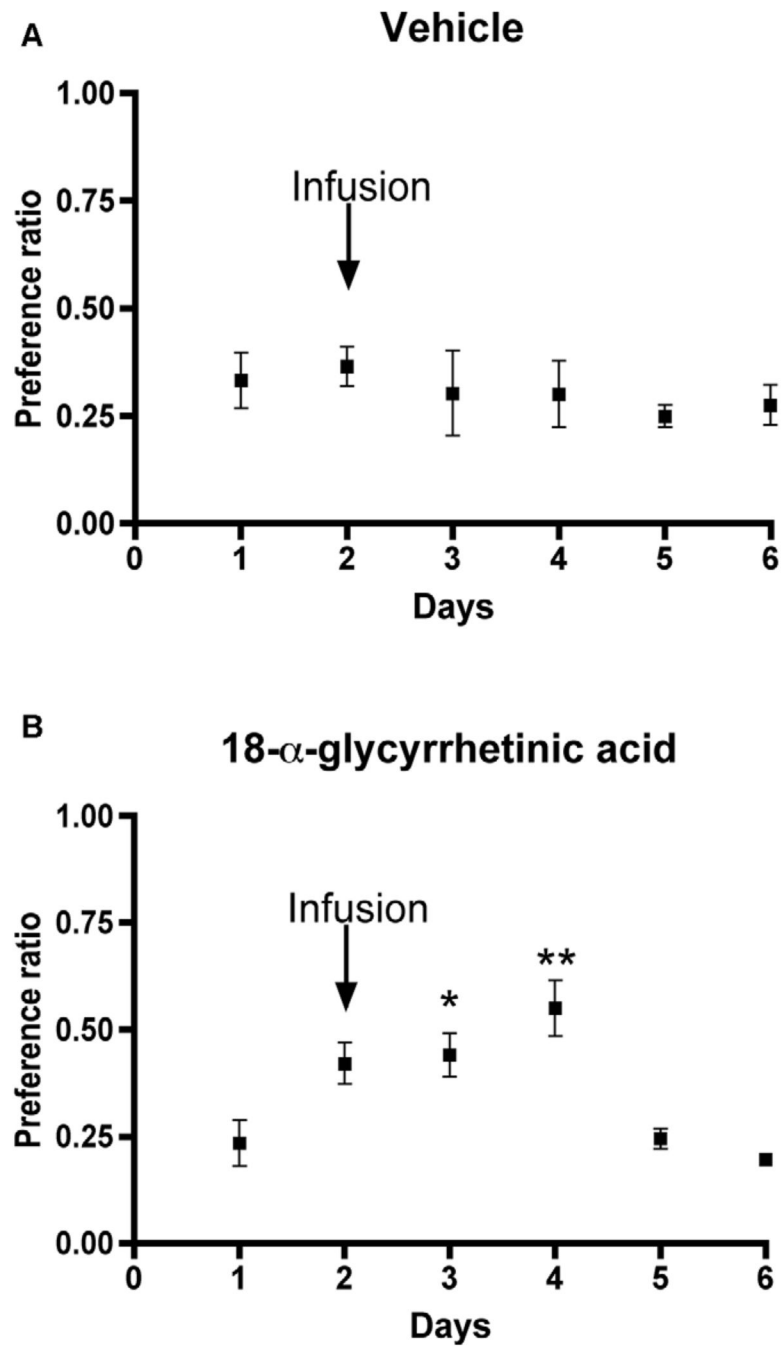 A
Vehicle
1.00
0.75
0.50
0.25
0.00
Preference ratio
Infusion
0 1 2 3 4 5 6
Days
B
18-α-glycyrrhetinic acid
1.00
0.75
0.50
0.25
0.00
Preference ratio
Infusion
*
**
0 1 2 3 4 5 6
Days